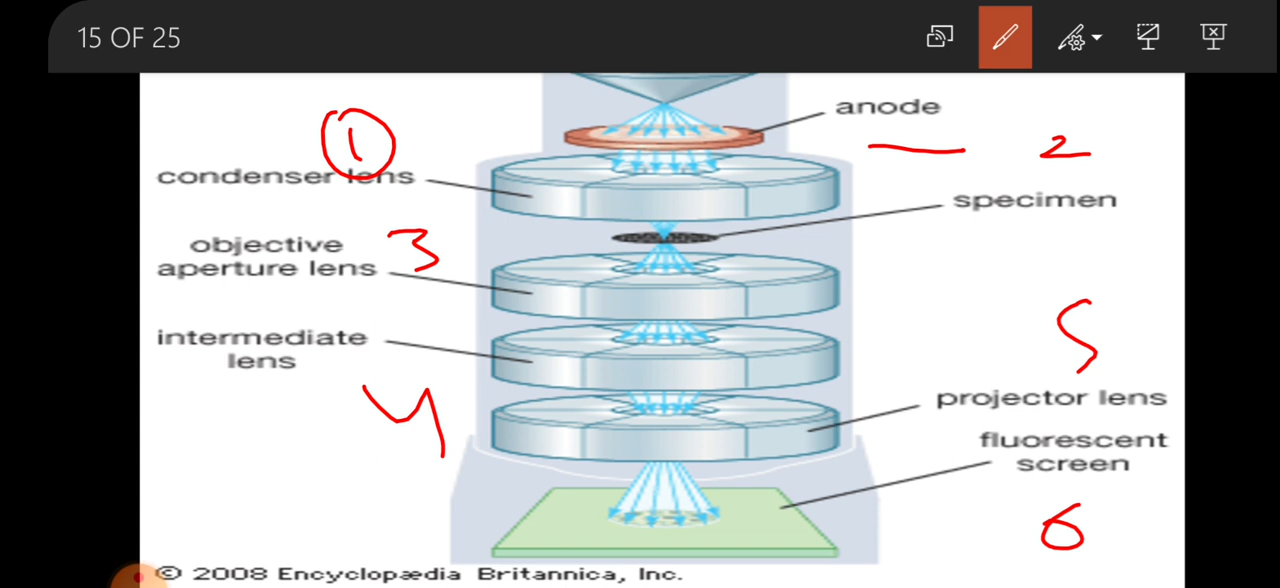 15 OF 25
anode
1
2
condenser lens
specimen
objective
aperture lens
3
intermediate
lens
5
4
projector lens
fluorescent
screen
6
© 2008 Encyclopædia Britannica, Inc.